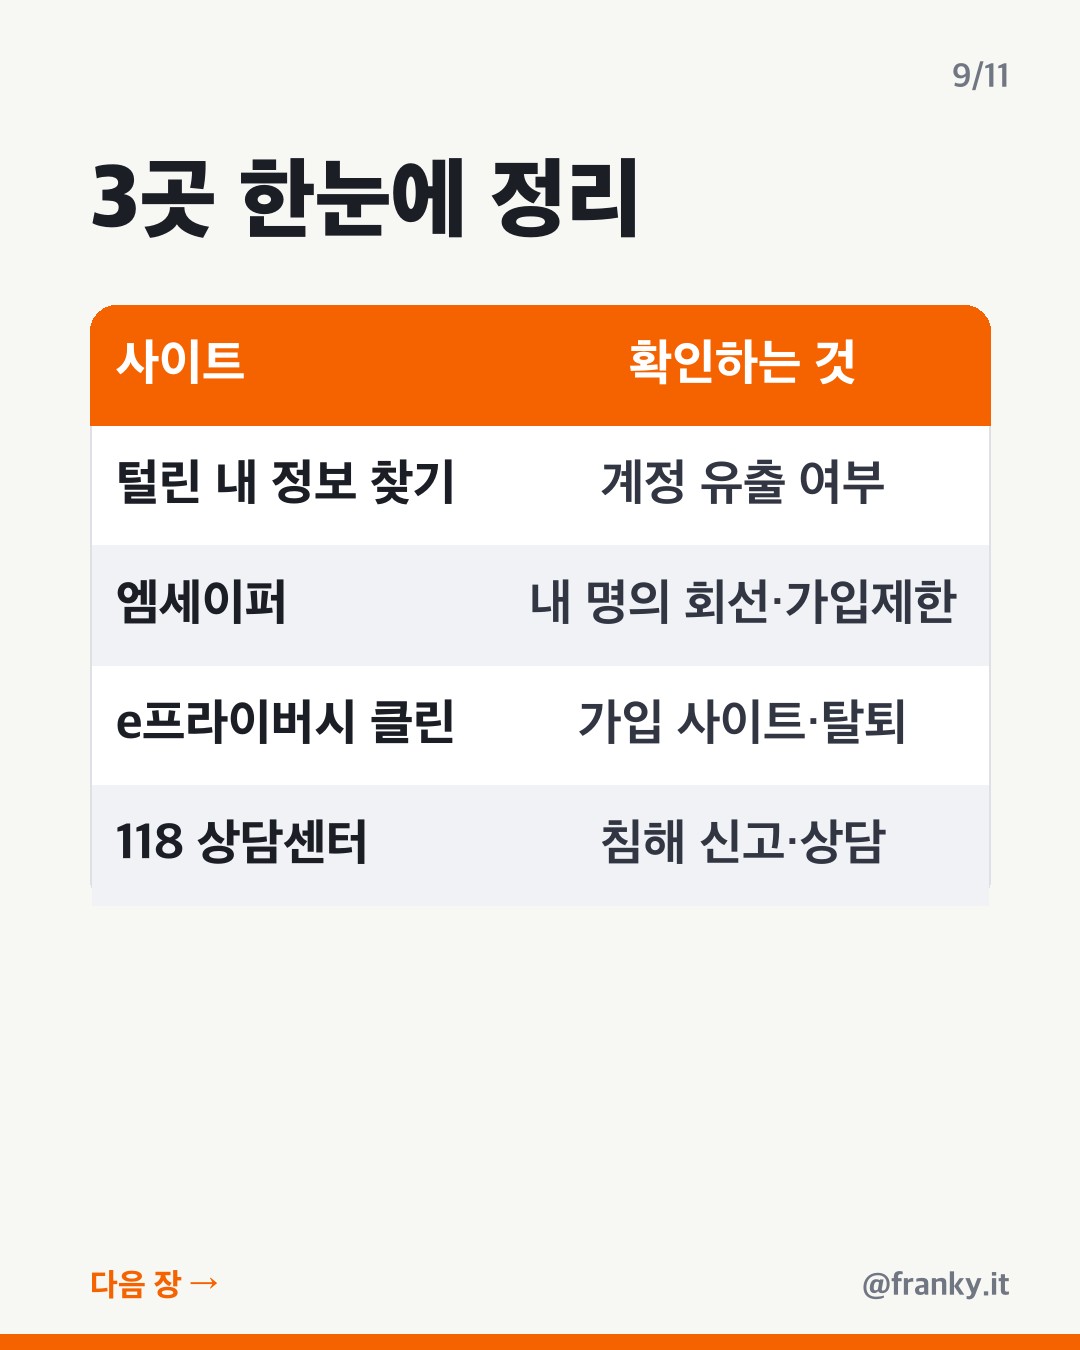 9/11
3곳 한눈에 정리
사이트 확인하는 것
털린 내 정보 찾기 계정 유출 여부
엠세이퍼 내 명의 회선·가입제한
e프라이버시 클린 가입 사이트·탈퇴
118 상담센터 침해 신고·상담
다음 장 →
@franky.it